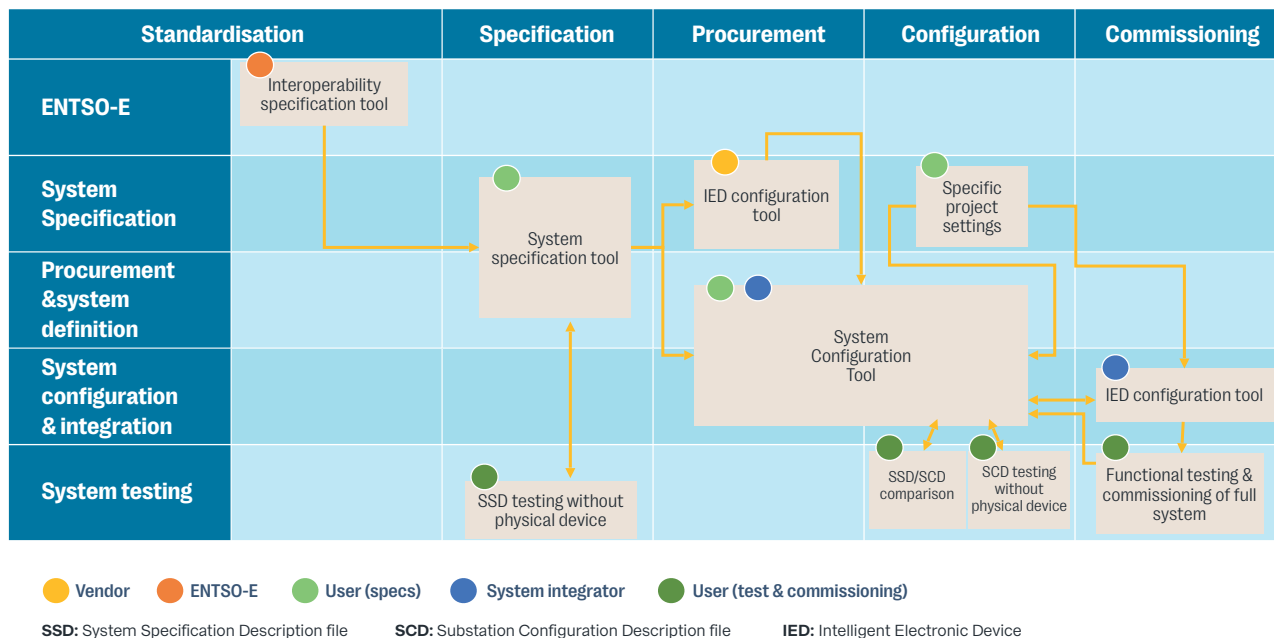 Standardisation
Specification
Procurement
Configuration
Commissioning
ENTSO-E
Interoperability
specification tool
System
Specification
System
specification tool
IED configuration
tool
Specific
project
settings
Procurement
&system
definition
System
Configuration
Tool
System
configuration
& integration
IED configuration tool
System testing
SSD testing without
physical device
SSD/SCD
comparison
SCD testing
without
physical device
Functional testing &
commissioning of full
system
Vendor
ENTSO-E
User (specs)
System integrator
User (test & commissioning)
SSD: System Specification Description file
SCD: Substation Configuration Description file
IED: Intelligent Electronic Device